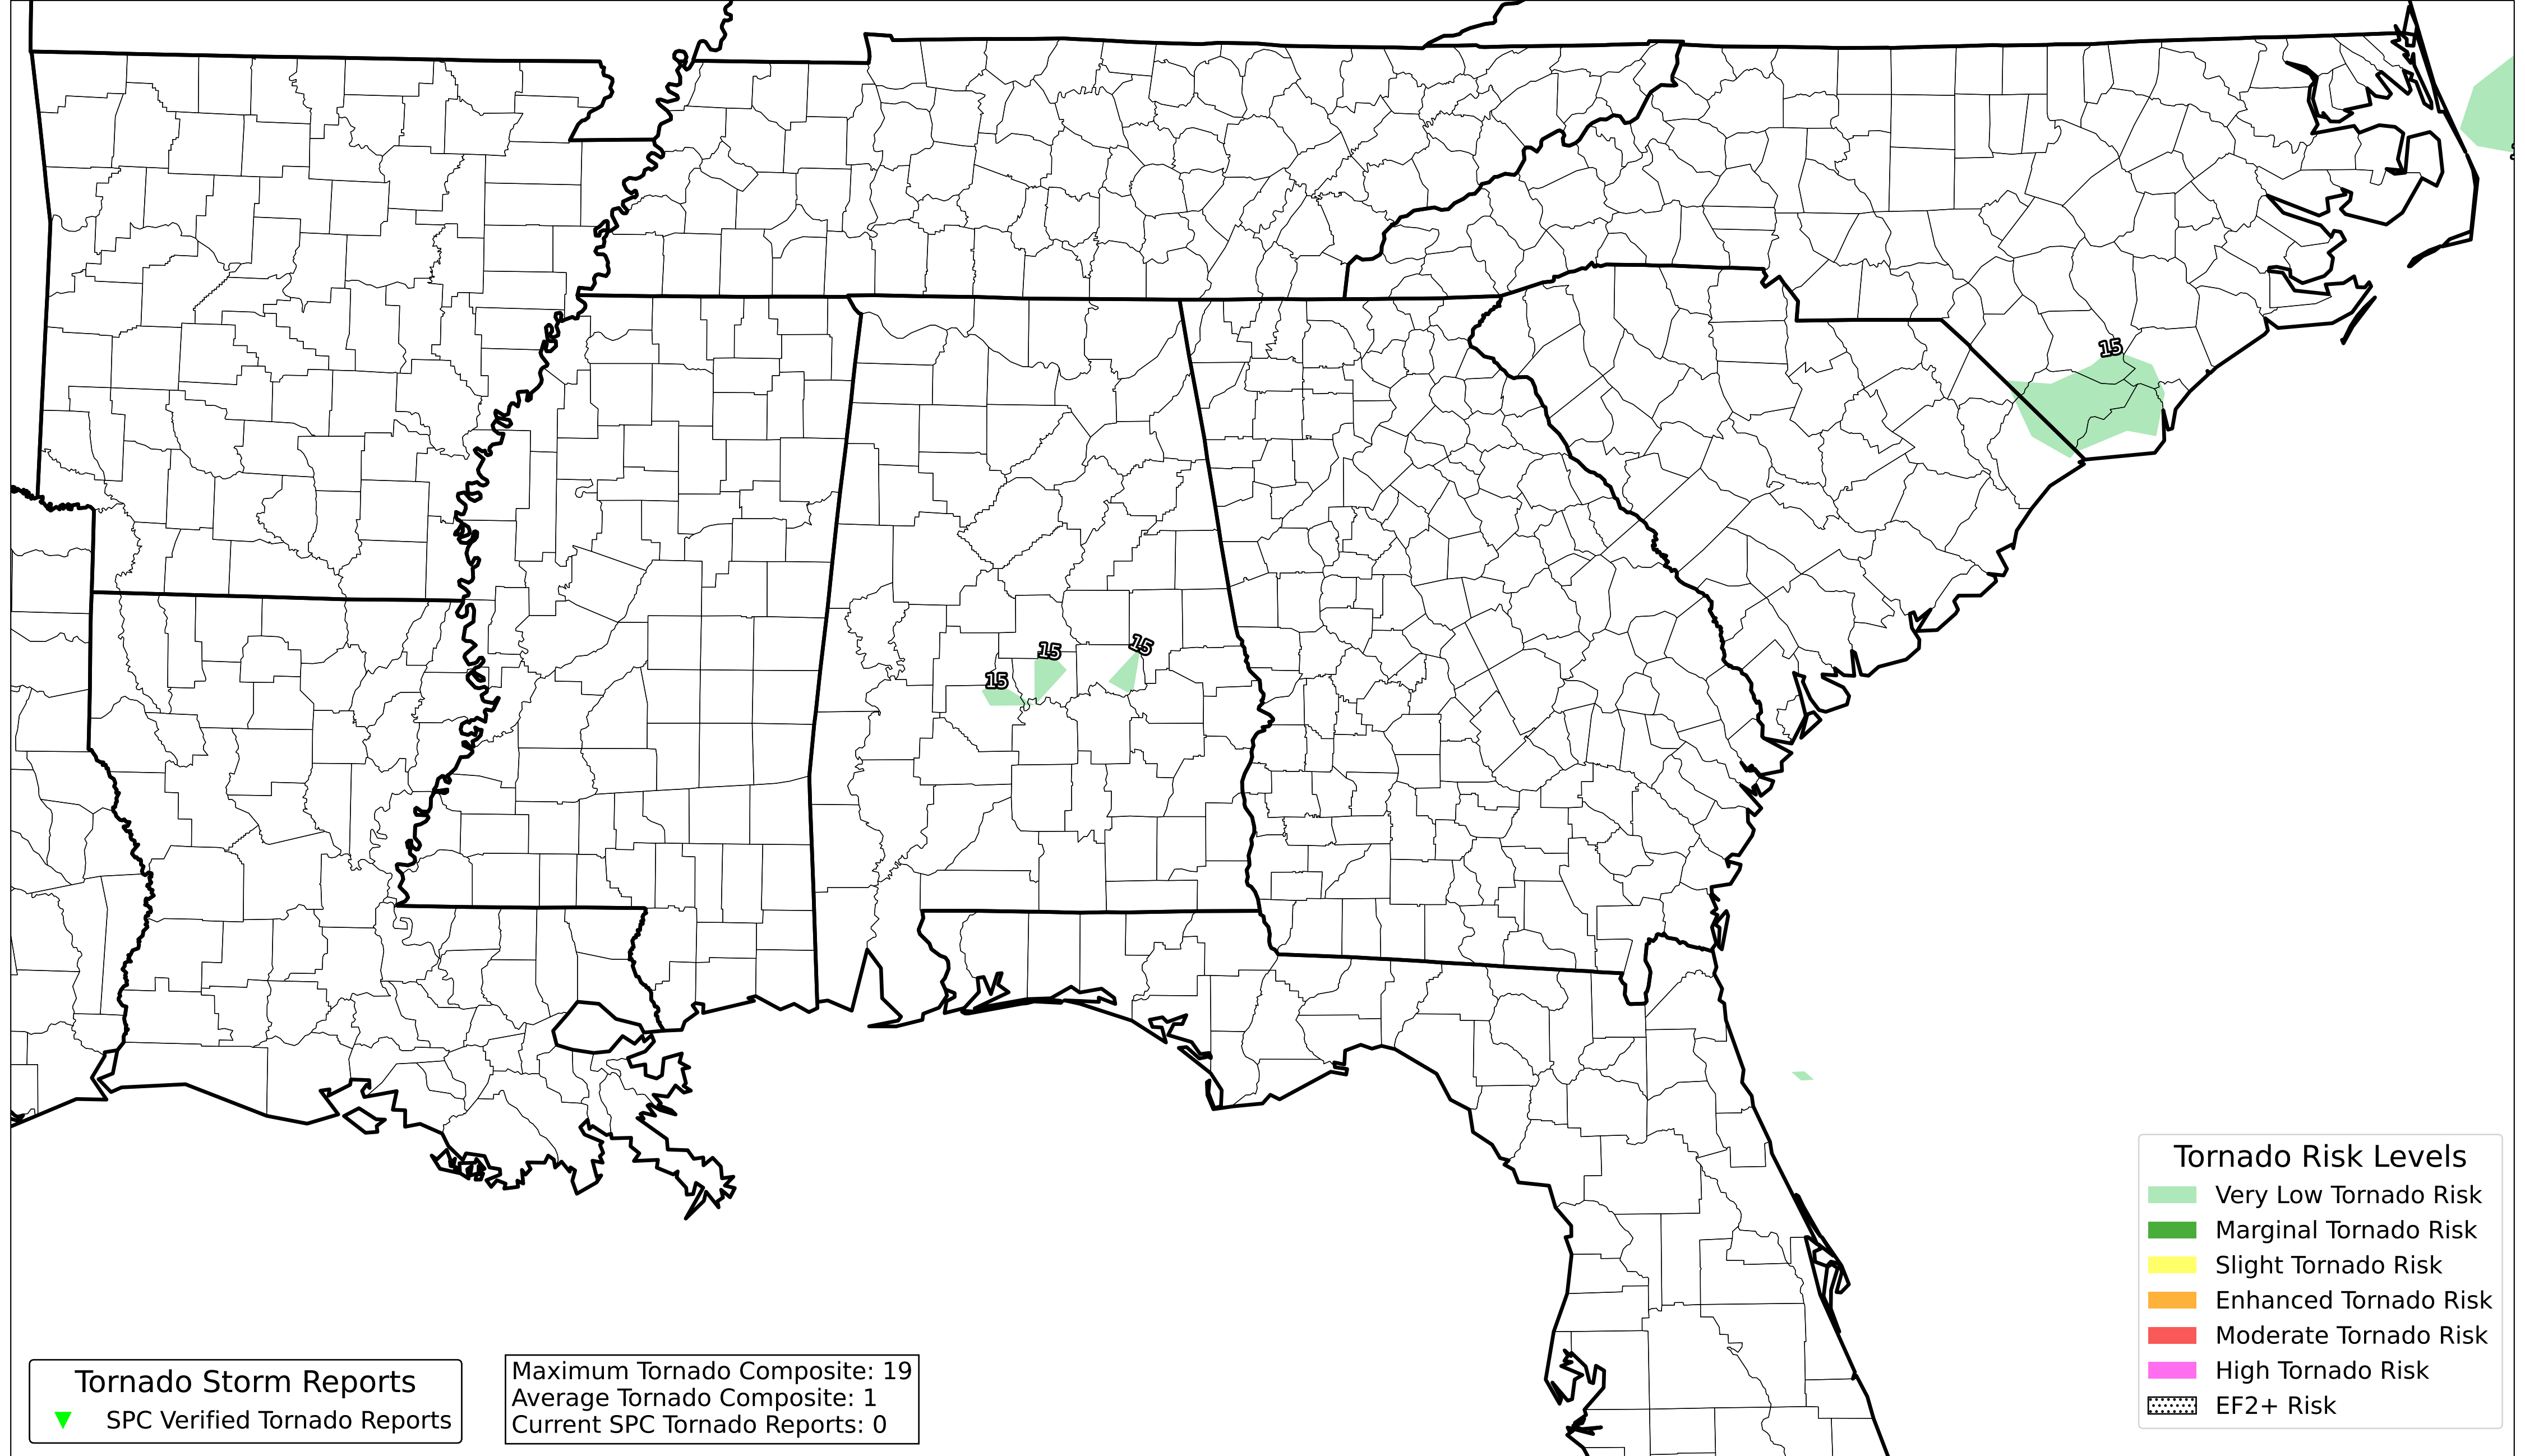 15
15
15
15
Tornado Risk Levels
Very Low Tornado Risk
Marginal Tornado Risk
Slight Tornado Risk
Enhanced Tornado Risk
Moderate Tornado Risk
High Tornado Risk
EF2+ Risk
Tornado Storm Reports
SPC Verified Tornado Reports
Maximum Tornado Composite: 19
Average Tornado Composite: 1
Current SPC Tornado Reports: 0